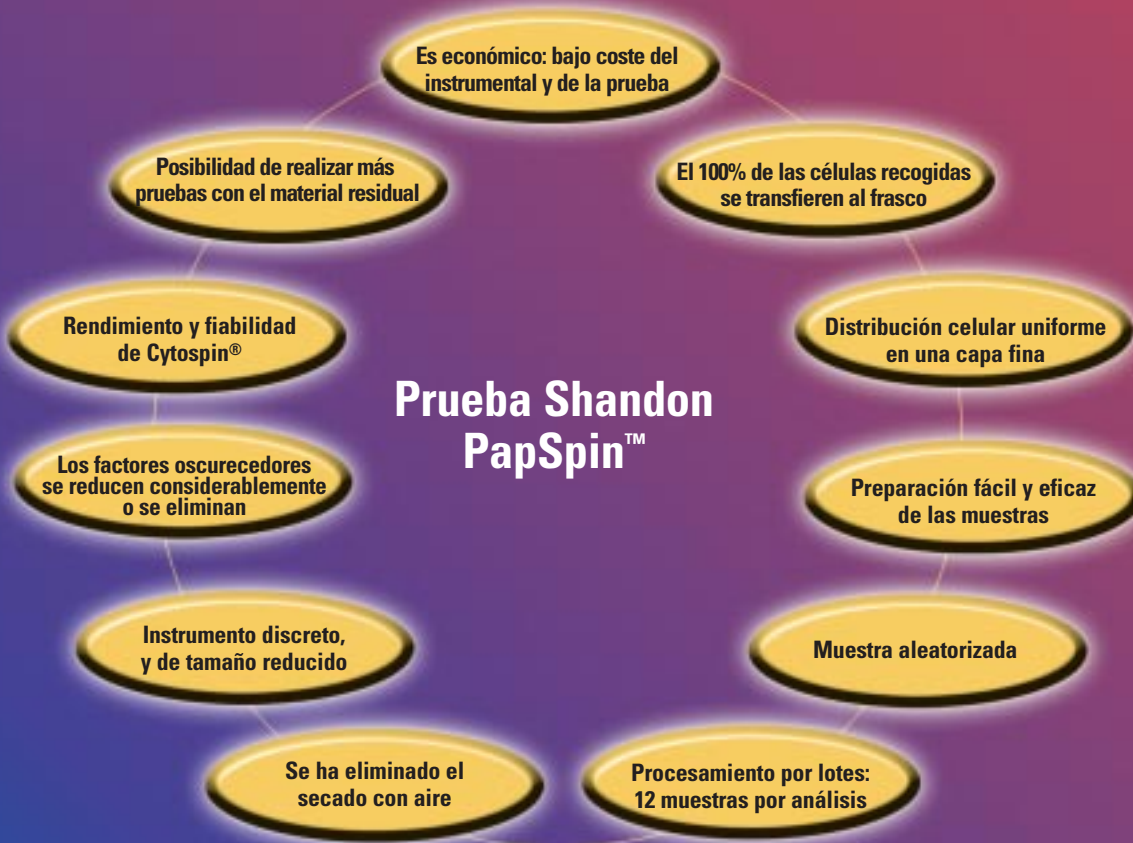 Es económico: bajo coste del
instrumental y de la prueba
El 100% de las células recogidas
se transfieren al frasco
Distribución celular uniforme
en una capa fina
Preparación fácil y eficaz
de las muestras
Muestra aleatorizada
Procesamiento por lotes:
12 muestras por análisis
Se ha eliminado el
secado con aire
Instrumento discreto,
y de tamaño reducido
Los factores oscurecedores
se reducen considerablemente
o se eliminan
Rendimiento y fiabilidad
de Cytospin®
Posibilidad de realizar más
pruebas con el material residual
Prueba Shandon
PapSpin™